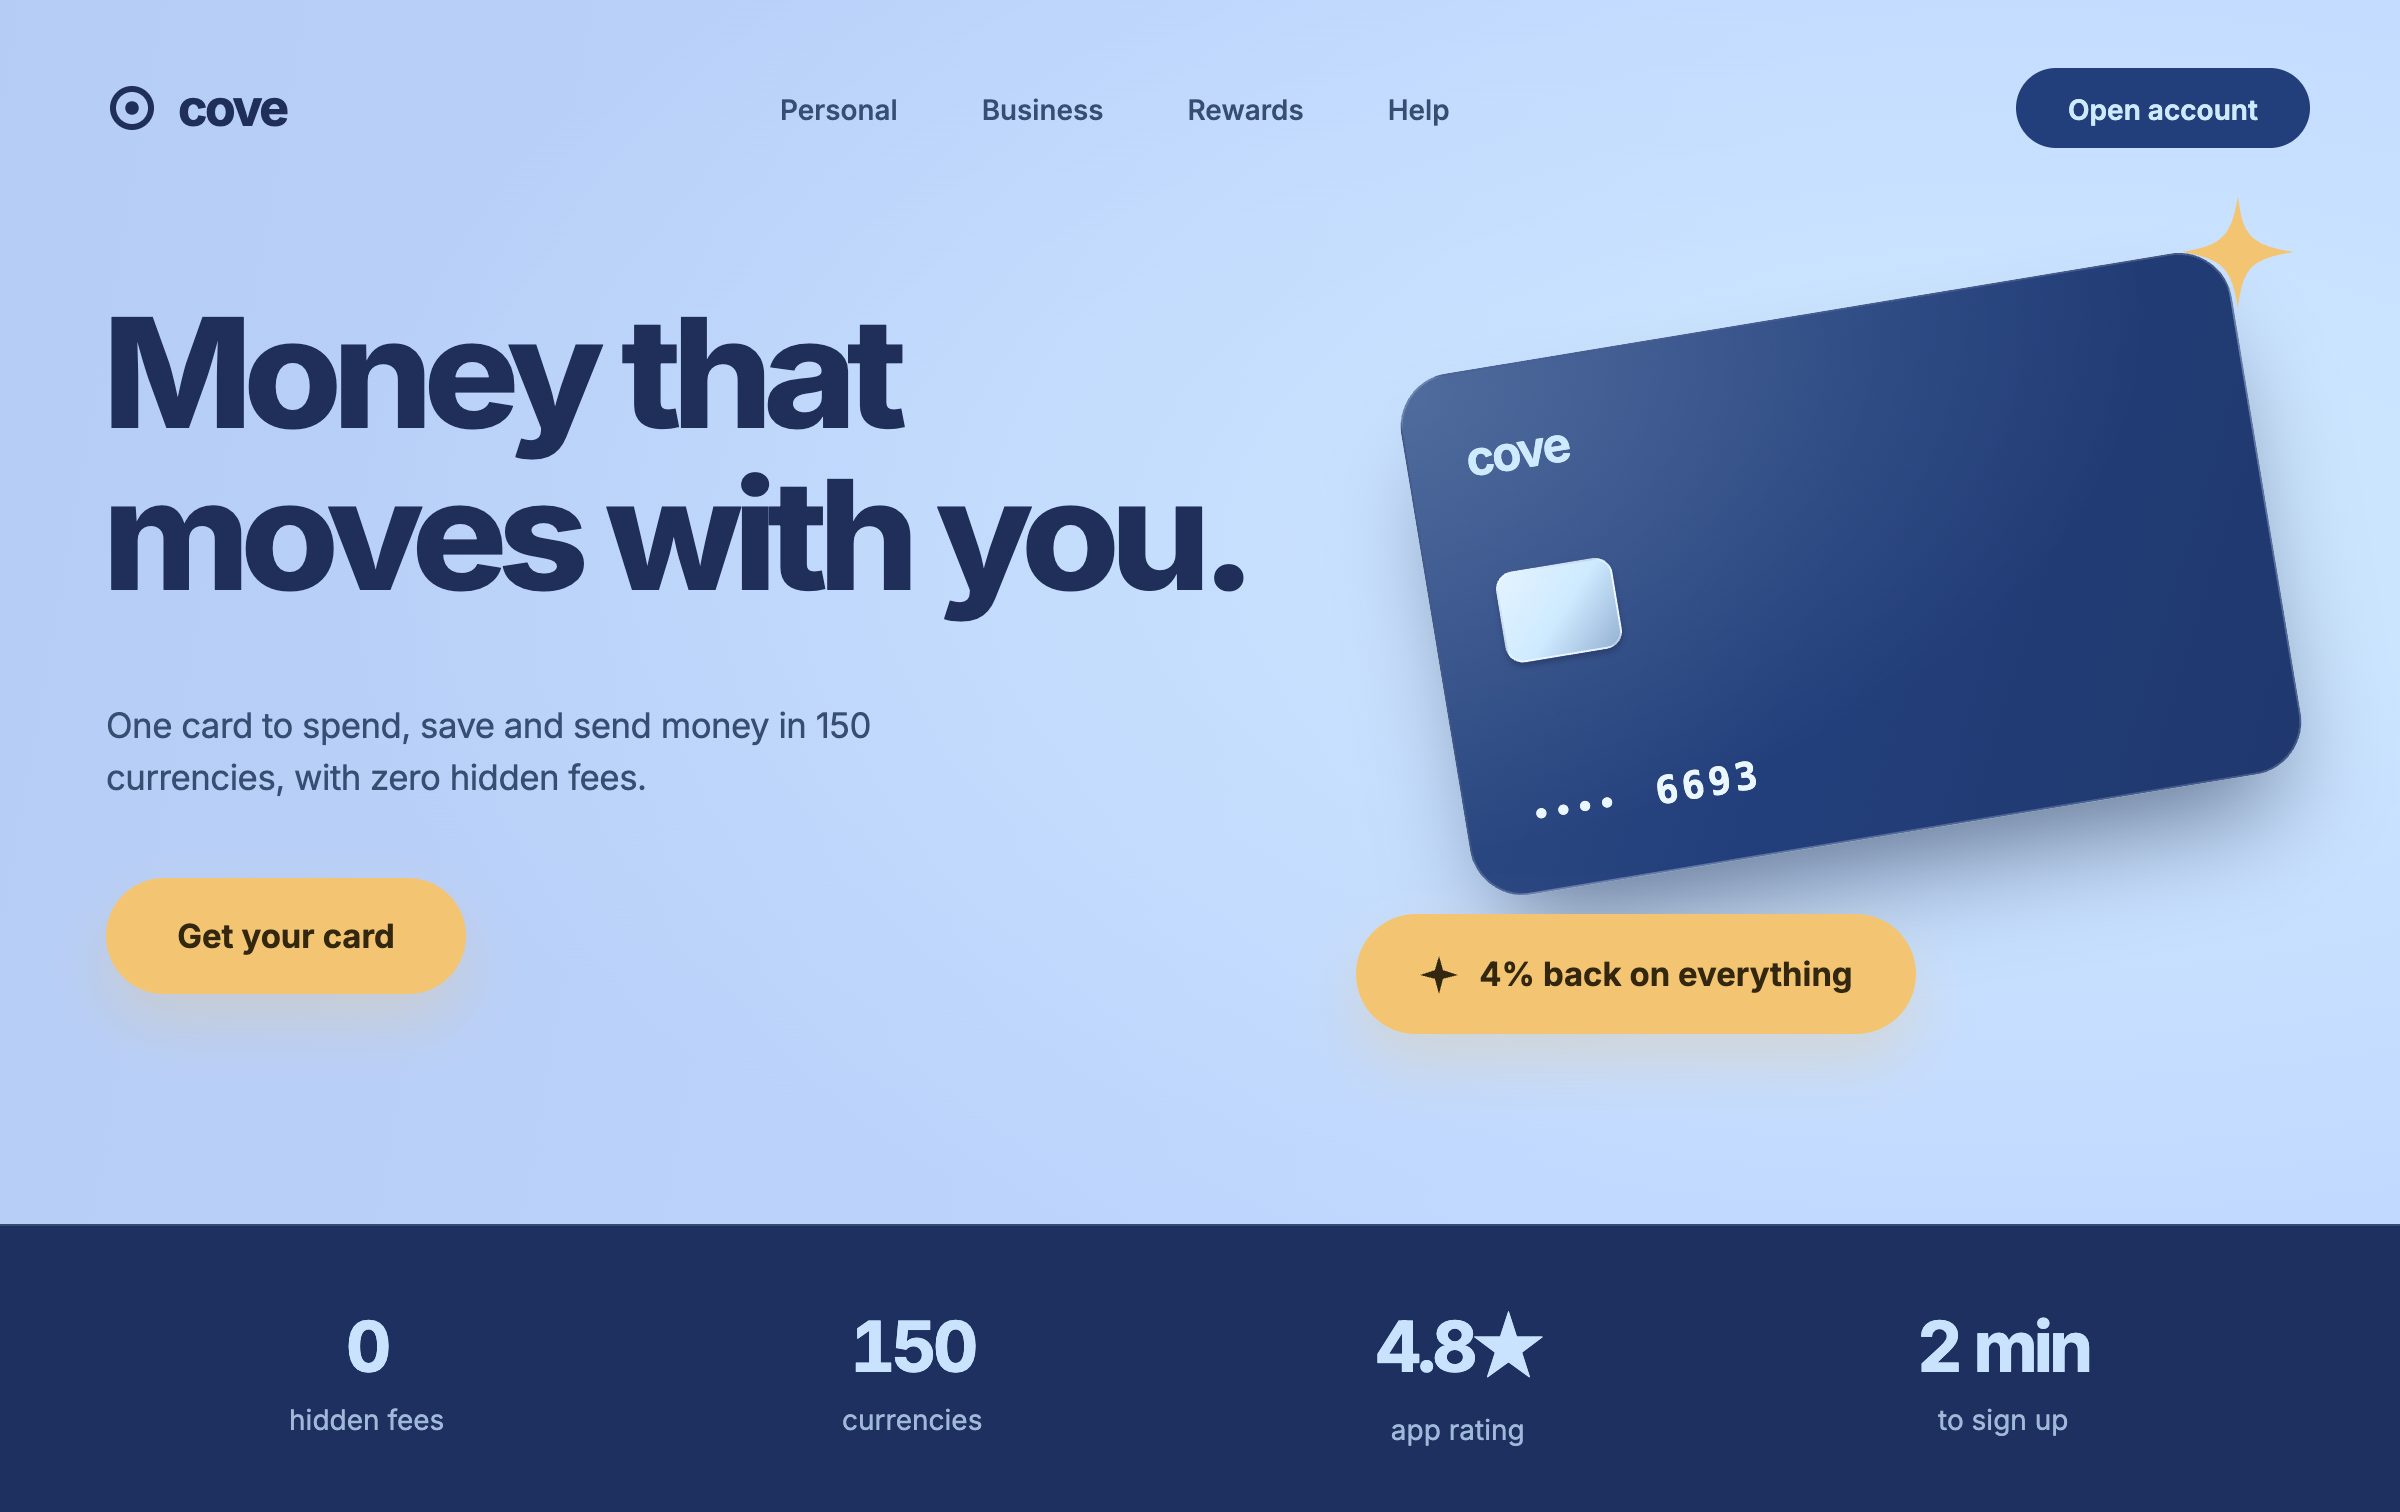 cove
Personal
Business
Rewards
Help
Open account
Money that
moves with you.
One card to spend, save and send money in 150
currencies, with zero hidden fees.
Get your card
cove
•••• 6693
4% back on everything
0
hidden fees
150
currencies
4.8★
app rating
2 min
to sign up